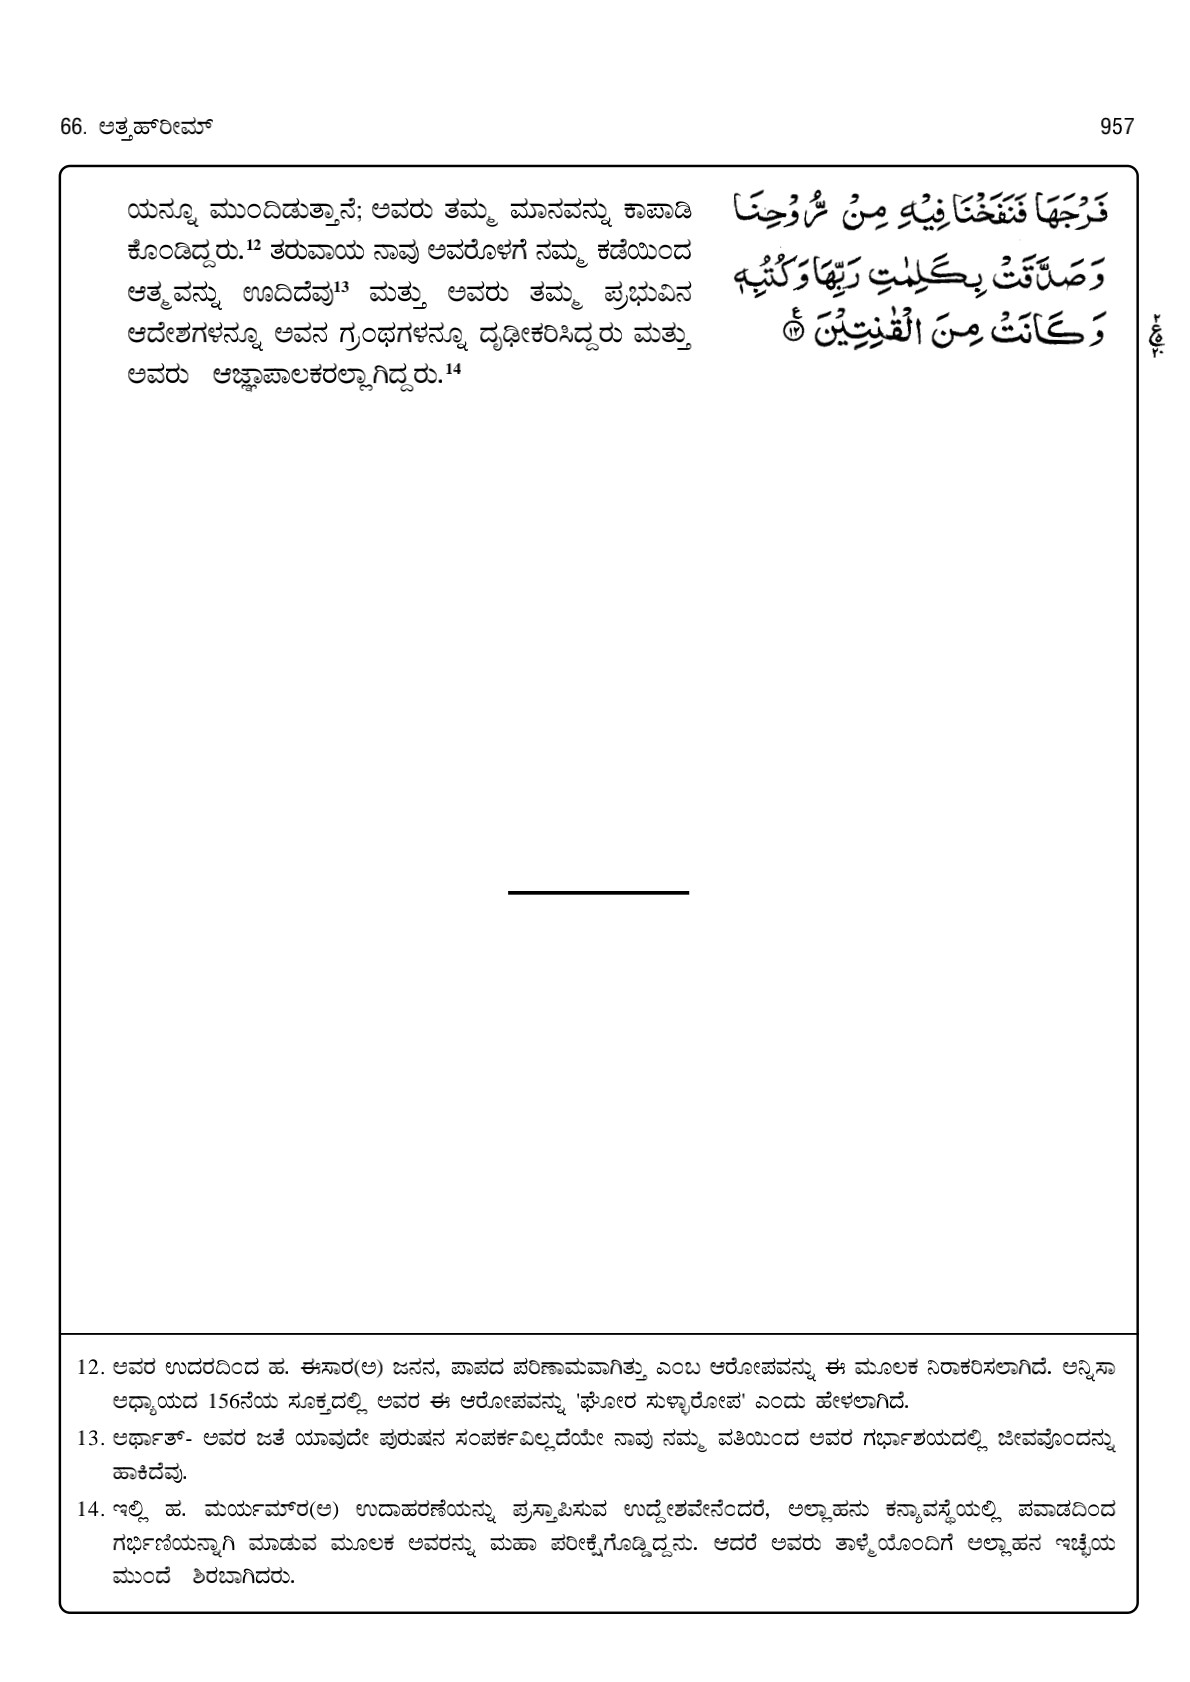 66. ಅತ್ತಹ್‌ರೀಮ್ 957
ಯನ್ನೂ ಮುಂದಿಡುತ್ತಾನೆ; ಅವರು ತಮ್ಮ ಮಾನವನ್ನು ಕಾಪಾಡಿ
ಕೊಂಡಿದ್ದರು.¹² ತರುವಾಯ ನಾವು ಅವರೊಳಗೆ ನಮ್ಮ ಕಡೆಯಿಂದ
ಆತ್ಮವನ್ನು ಊದಿದೆವು¹³ ಮತ್ತು ಅವರು ತಮ್ಮ ಪ್ರಭುವಿನ
ಆದೇಶಗಳನ್ನೂ ಅವನ ಗ್ರಂಥಗಳನ್ನೂ ದೃಢೀಕರಿಸಿದ್ದರು ಮತ್ತು
ಅವರು ಆಜ್ಞಾಪಾಲಕರಲ್ಲಾಗಿದ್ದರು.¹⁴
فَرْجَهَا فَنَفَخْنَا فِيْهِ مِنْ رُّوْحِنَا
وَصَدَّقَتْ بِكَلِمٰتِ رَبِّهَا وَكُتُبِهٖ
وَكَانَتْ مِنَ الْقٰنِتِيْنَ ﴿١٢﴾
٢
ع
٢٠
12. ಅವರ ಉದರದಿಂದ ಹ. ಈಸಾರ(ಅ) ಜನನ, ಪಾಪದ ಪರಿಣಾಮವಾಗಿತ್ತು ಎಂಬ ಆರೋಪವನ್ನು ಈ ಮೂಲಕ ನಿರಾಕರಿಸಲಾಗಿದೆ. ಅನ್ನಿಸಾ
ಅಧ್ಯಾಯದ 156ನೆಯ ಸೂಕ್ತದಲ್ಲಿ ಅವರ ಈ ಆರೋಪವನ್ನು 'ಘೋರ ಸುಳ್ಳಾರೋಪ' ಎಂದು ಹೇಳಲಾಗಿದೆ.
13. ಅರ್ಥಾತ್- ಅವರ ಜತೆ ಯಾವುದೇ ಪುರುಷನ ಸಂಪರ್ಕವಿಲ್ಲದೆಯೇ ನಾವು ನಮ್ಮ ವತಿಯಿಂದ ಅವರ ಗರ್ಭಾಶಯದಲ್ಲಿ ಜೀವವೊಂದನ್ನು
ಹಾಕಿದೆವು.
14. ಇಲ್ಲಿ ಹ. ಮರ್ಯಮ್‌ರ(ಅ) ಉದಾಹರಣೆಯನ್ನು ಪ್ರಸ್ತಾಪಿಸುವ ಉದ್ದೇಶವೇನೆಂದರೆ, ಅಲ್ಲಾಹನು ಕನ್ಯಾವಸ್ಥೆಯಲ್ಲಿ ಪವಾಡದಿಂದ
ಗರ್ಭಿಣಿಯನ್ನಾಗಿ ಮಾಡುವ ಮೂಲಕ ಅವರನ್ನು ಮಹಾ ಪರೀಕ್ಷೆಗೊಡ್ಡಿದ್ದನು. ಆದರೆ ಅವರು ತಾಳ್ಮೆಯೊಂದಿಗೆ ಅಲ್ಲಾಹನ ಇಚ್ಛೆಯ
ಮುಂದೆ ಶಿರಬಾಗಿದರು.